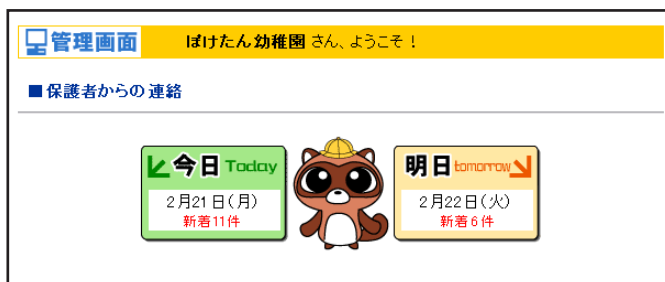 管理画面 ぽけたん幼稚園 さん、ようこそ！
■保護者からの連絡
今日 Today
2月21日(月)
新着11件
明日 tomorrow
2月22日(火)
新着6件